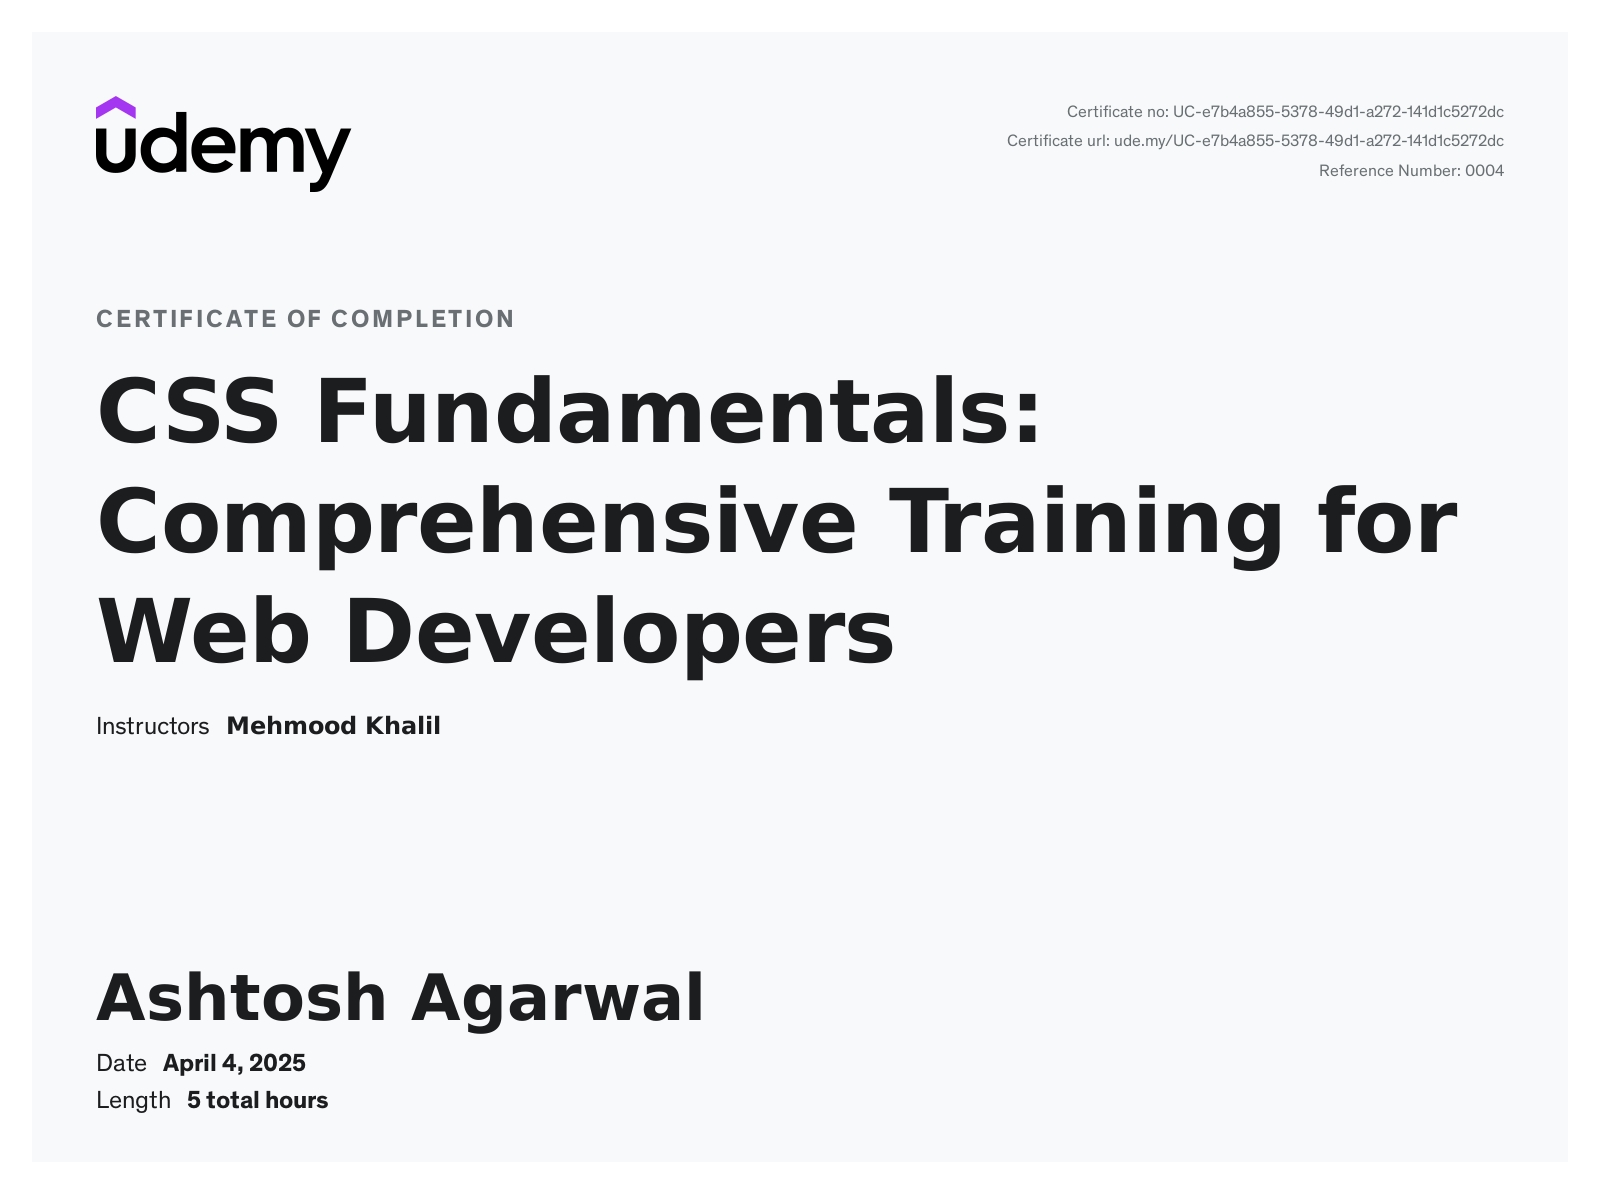 udemy
Certificate no: UC-e7b4a855-5378-49d1-a272-141d1c5272dc
Certificate url: ude.my/UC-e7b4a855-5378-49d1-a272-141d1c5272dc
Reference Number: 0004
CERTIFICATE OF COMPLETION
CSS Fundamentals:
Comprehensive Training for
Web Developers
Instructors Mehmood Khalil
Ashtosh Agarwal
Date April 4, 2025
Length 5 total hours